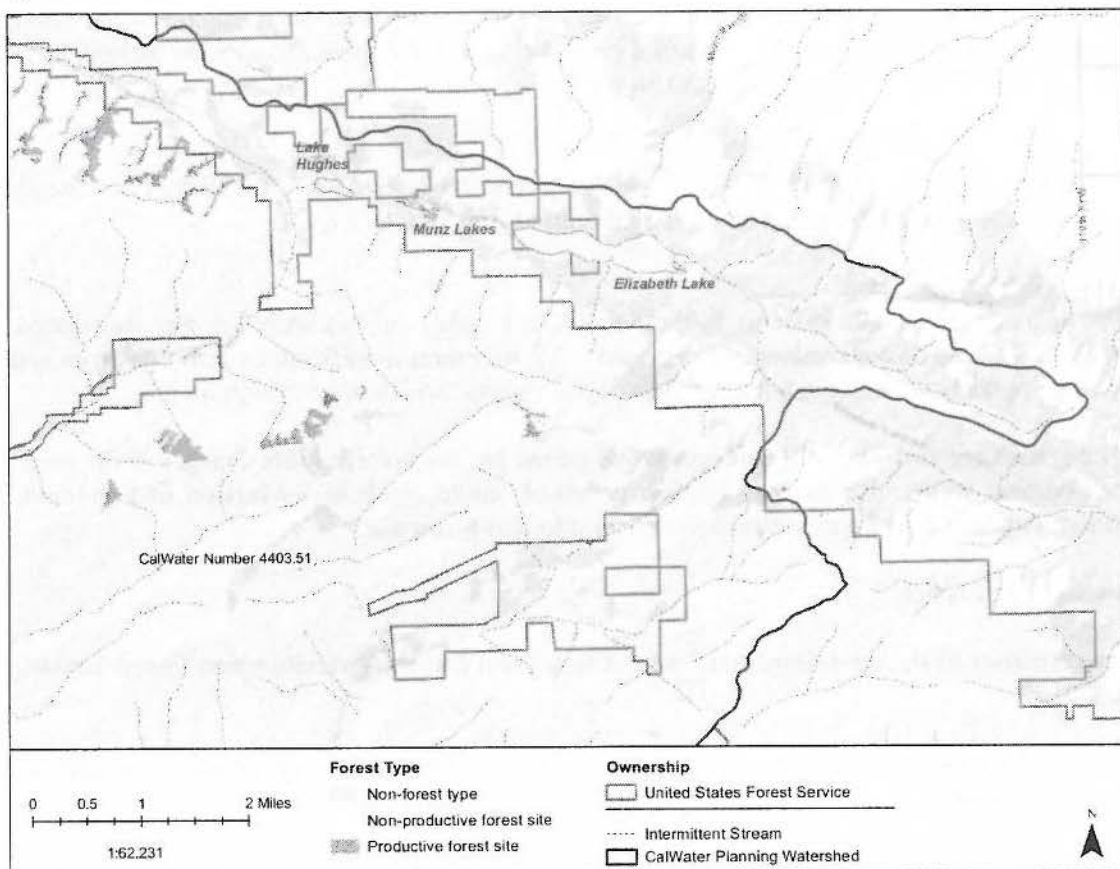 Lake
Hughes
Munz Lakes
Elizabeth Lake
CalWater Number 4403.51
0 0.5 1 2 Miles
1:62,231
Forest Type
Non-forest type
Non-productive forest site
Productive forest site
Ownership
United States Forest Service
Intermittent Stream
CalWater Planning Watershed
N